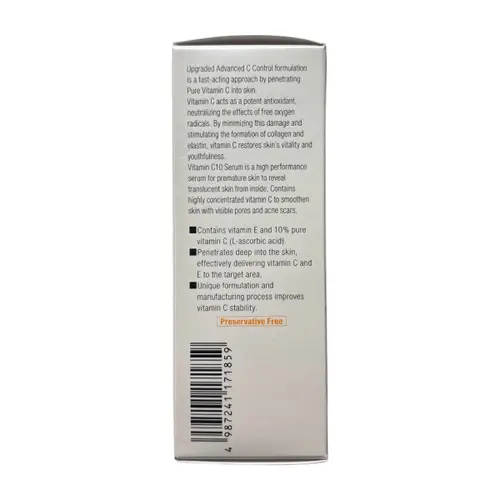 Upgraded Advanced C Control formulation
is a fast-acting approach by penetrating
Pure Vitamin C into skin.
Vitamin C acts as a potent antioxidant,
neutralizing the effects of free oxygen
radicals. By minimizing this damage and
stimulating the formation of collagen and
elastin, vitamin C restores skin's vitality and
youthfulness.
Vitamin C10 Serum is a high performance
serum for premature skin to reveal
translucent skin from inside. Contains
highly concentrated vitamin C to smoothen
skin with visible pores and acne scars.
■Contains vitamin E and 10% pure
vitamin C (L-ascorbic acid).
■Penetrates deep into the skin,
effectively delivering vitamin C and
E to the target area.
■Unique formulation and
manufacturing process improves
vitamin C stability.
Preservative Free
4 987241 171859